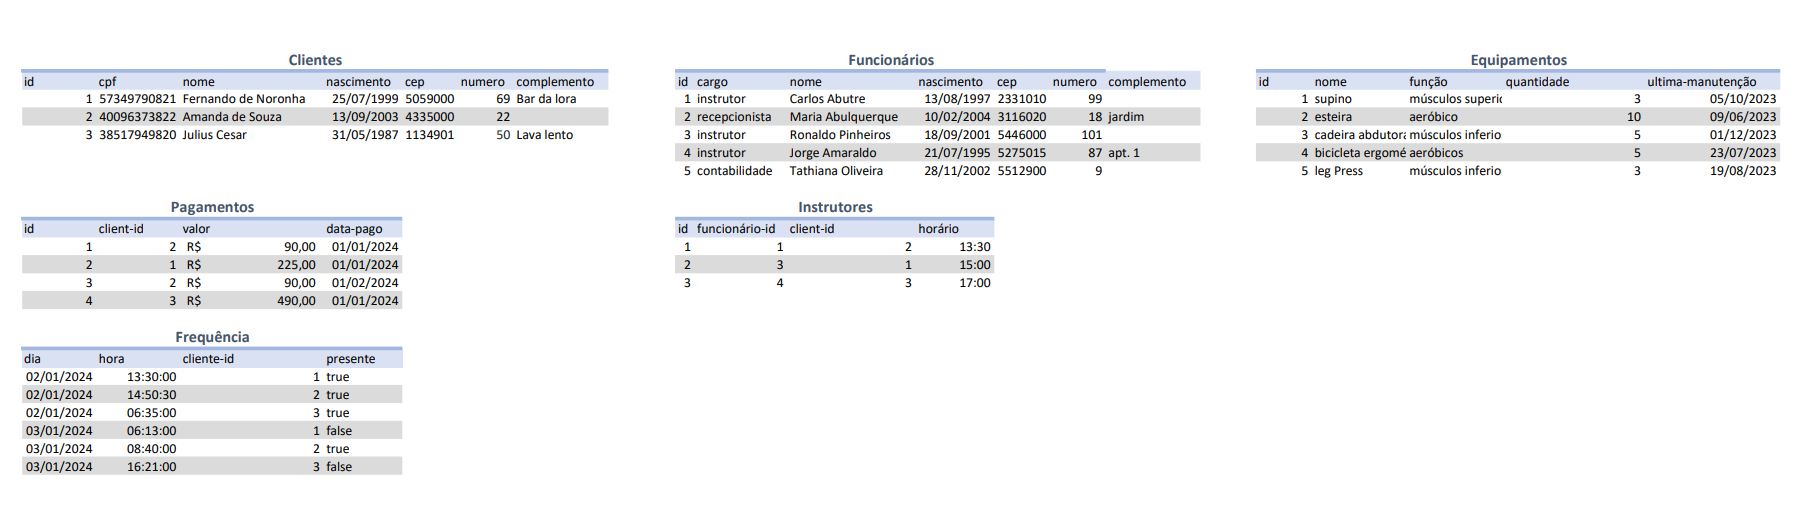 Clientes
id cpf nome nascimento cep numero complemento
1 57349790821 Fernando de Noronha 25/07/1999 5059000 69 Bar da lora
2 40096373822 Amanda de Souza 13/09/2003 4335000 22
3 38517949820 Julius Cesar 31/05/1987 1134901 50 Lava lento
Funcionários
id cargo nome nascimento cep numero complemento
1 instrutor Carlos Abutre 13/08/1997 2331010 99
2 recepcionista Maria Abulquerque 10/02/2004 3116020 18 jardim
3 instrutor Ronaldo Pinheiros 18/09/2001 5446000 101
4 instrutor Jorge Amaraldo 21/07/1995 5275015 87 apt. 1
5 contabilidade Tathiana Oliveira 28/11/2002 5512900 9
Equipamentos
id nome função quantidade ultima-manutenção
1 supino músculos superic 3 05/10/2023
2 esteira aeróbico 10 09/06/2023
3 cadeira abdutora músculos inferio 5 01/12/2023
4 bicicleta ergomé aeróbicos 5 23/07/2023
5 leg Press músculos inferio 3 19/08/2023
Pagamentos
id client-id valor data-pago
1 2 R$ 90,00 01/01/2024
2 1 R$ 225,00 01/01/2024
3 2 R$ 90,00 01/02/2024
4 3 R$ 490,00 01/01/2024
Instrutores
id funcionário-id client-id horário
1 1 2 13:30
2 3 1 15:00
3 4 3 17:00
Frequência
dia hora cliente-id presente
02/01/2024 13:30:00 1 true
02/01/2024 14:50:30 2 true
02/01/2024 06:35:00 3 true
03/01/2024 06:13:00 1 false
03/01/2024 08:40:00 2 true
03/01/2024 16:21:00 3 false